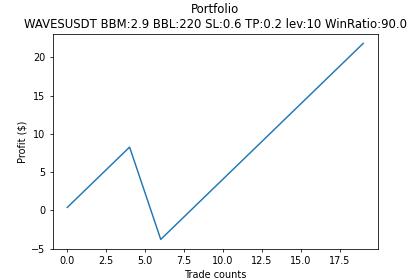 Portfolio
WAVESUSDT BBM:2.9 BBL:220 SL:0.6 TP:0.2 lev:10 WinRatio:90.0
20
15
10
5
0
−5
Profit ($)
0.0 2.5 5.0 7.5 10.0 12.5 15.0 17.5
Trade counts